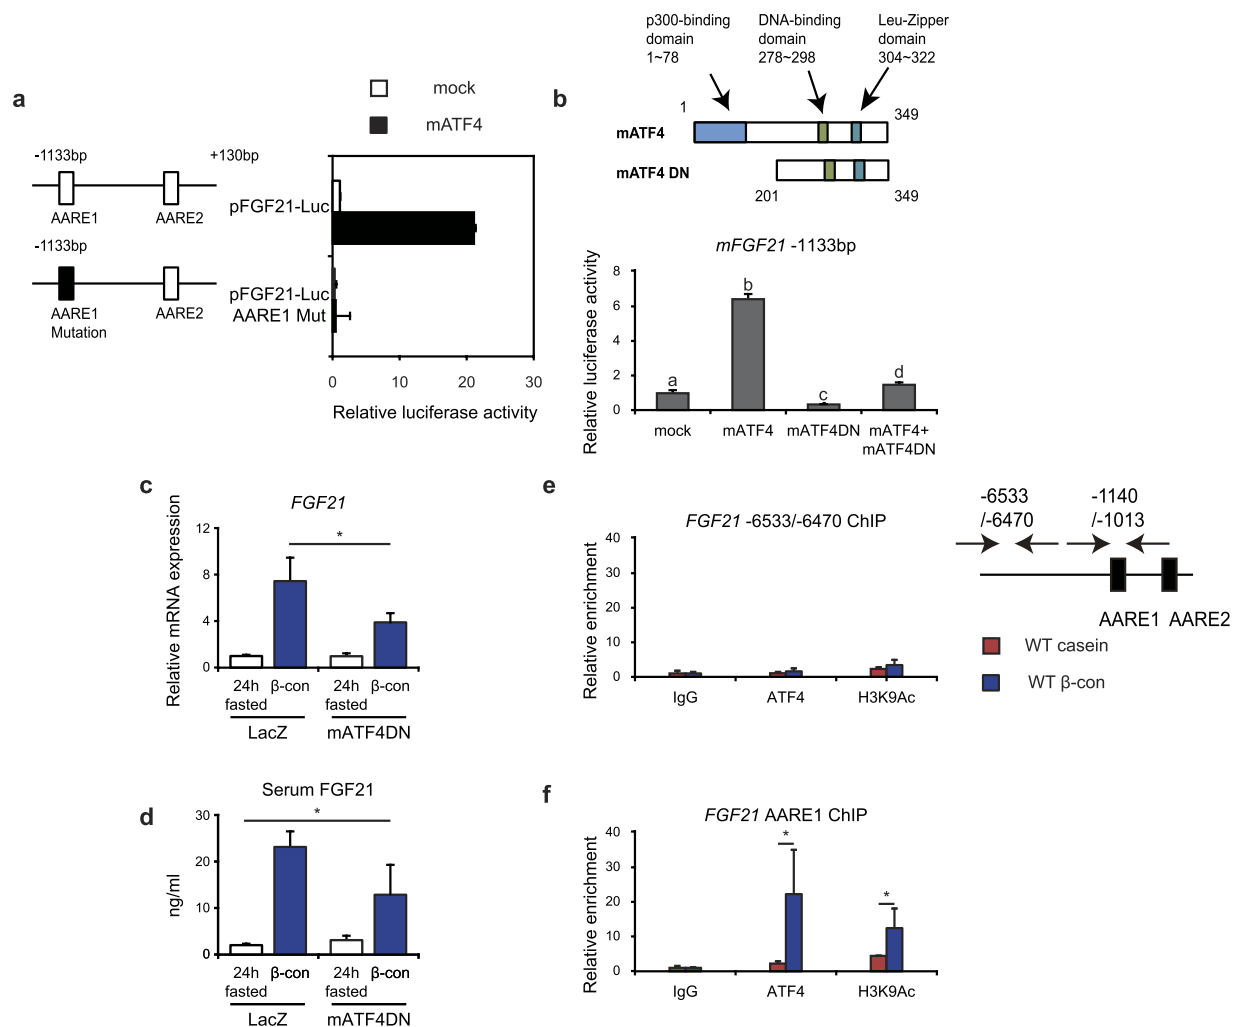 a
mock
mATF4
-1133bp
+130bp
AARE1
AARE2
pFGF21-Luc
-1133bp
AARE1
Mutation
AARE2
pFGF21-Luc
AARE1 Mut
0
10
20
30
Relative luciferase activity
b
p300-binding
domain
1~78
DNA-binding
domain
278~298
Leu-Zipper
domain
304~322
1
349
mATF4
mATF4 DN
201
349
mFGF21 -1133bp
Relative luciferase activity
8
6
4
2
0
a
b
c
d
mock
mATF4
mATF4DN
mATF4+
mATF4DN
c
FGF21
Relative mRNA expression
12
8
4
0
*
24h
fasted
β-con
24h
fasted
β-con
LacZ
mATF4DN
d
Serum FGF21
ng/ml
30
20
10
0
*
24h
fasted
β-con
24h
fasted
β-con
LacZ
mATF4DN
e
FGF21 -6533/-6470 ChIP
Relative enrichment
40
30
20
10
0
IgG
ATF4
H3K9Ac
-6533
/-6470
-1140
/-1013
AARE1
AARE2
WT casein
WT β-con
f
FGF21 AARE1 ChIP
Relative enrichment
40
30
20
10
0
*
*
IgG
ATF4
H3K9Ac